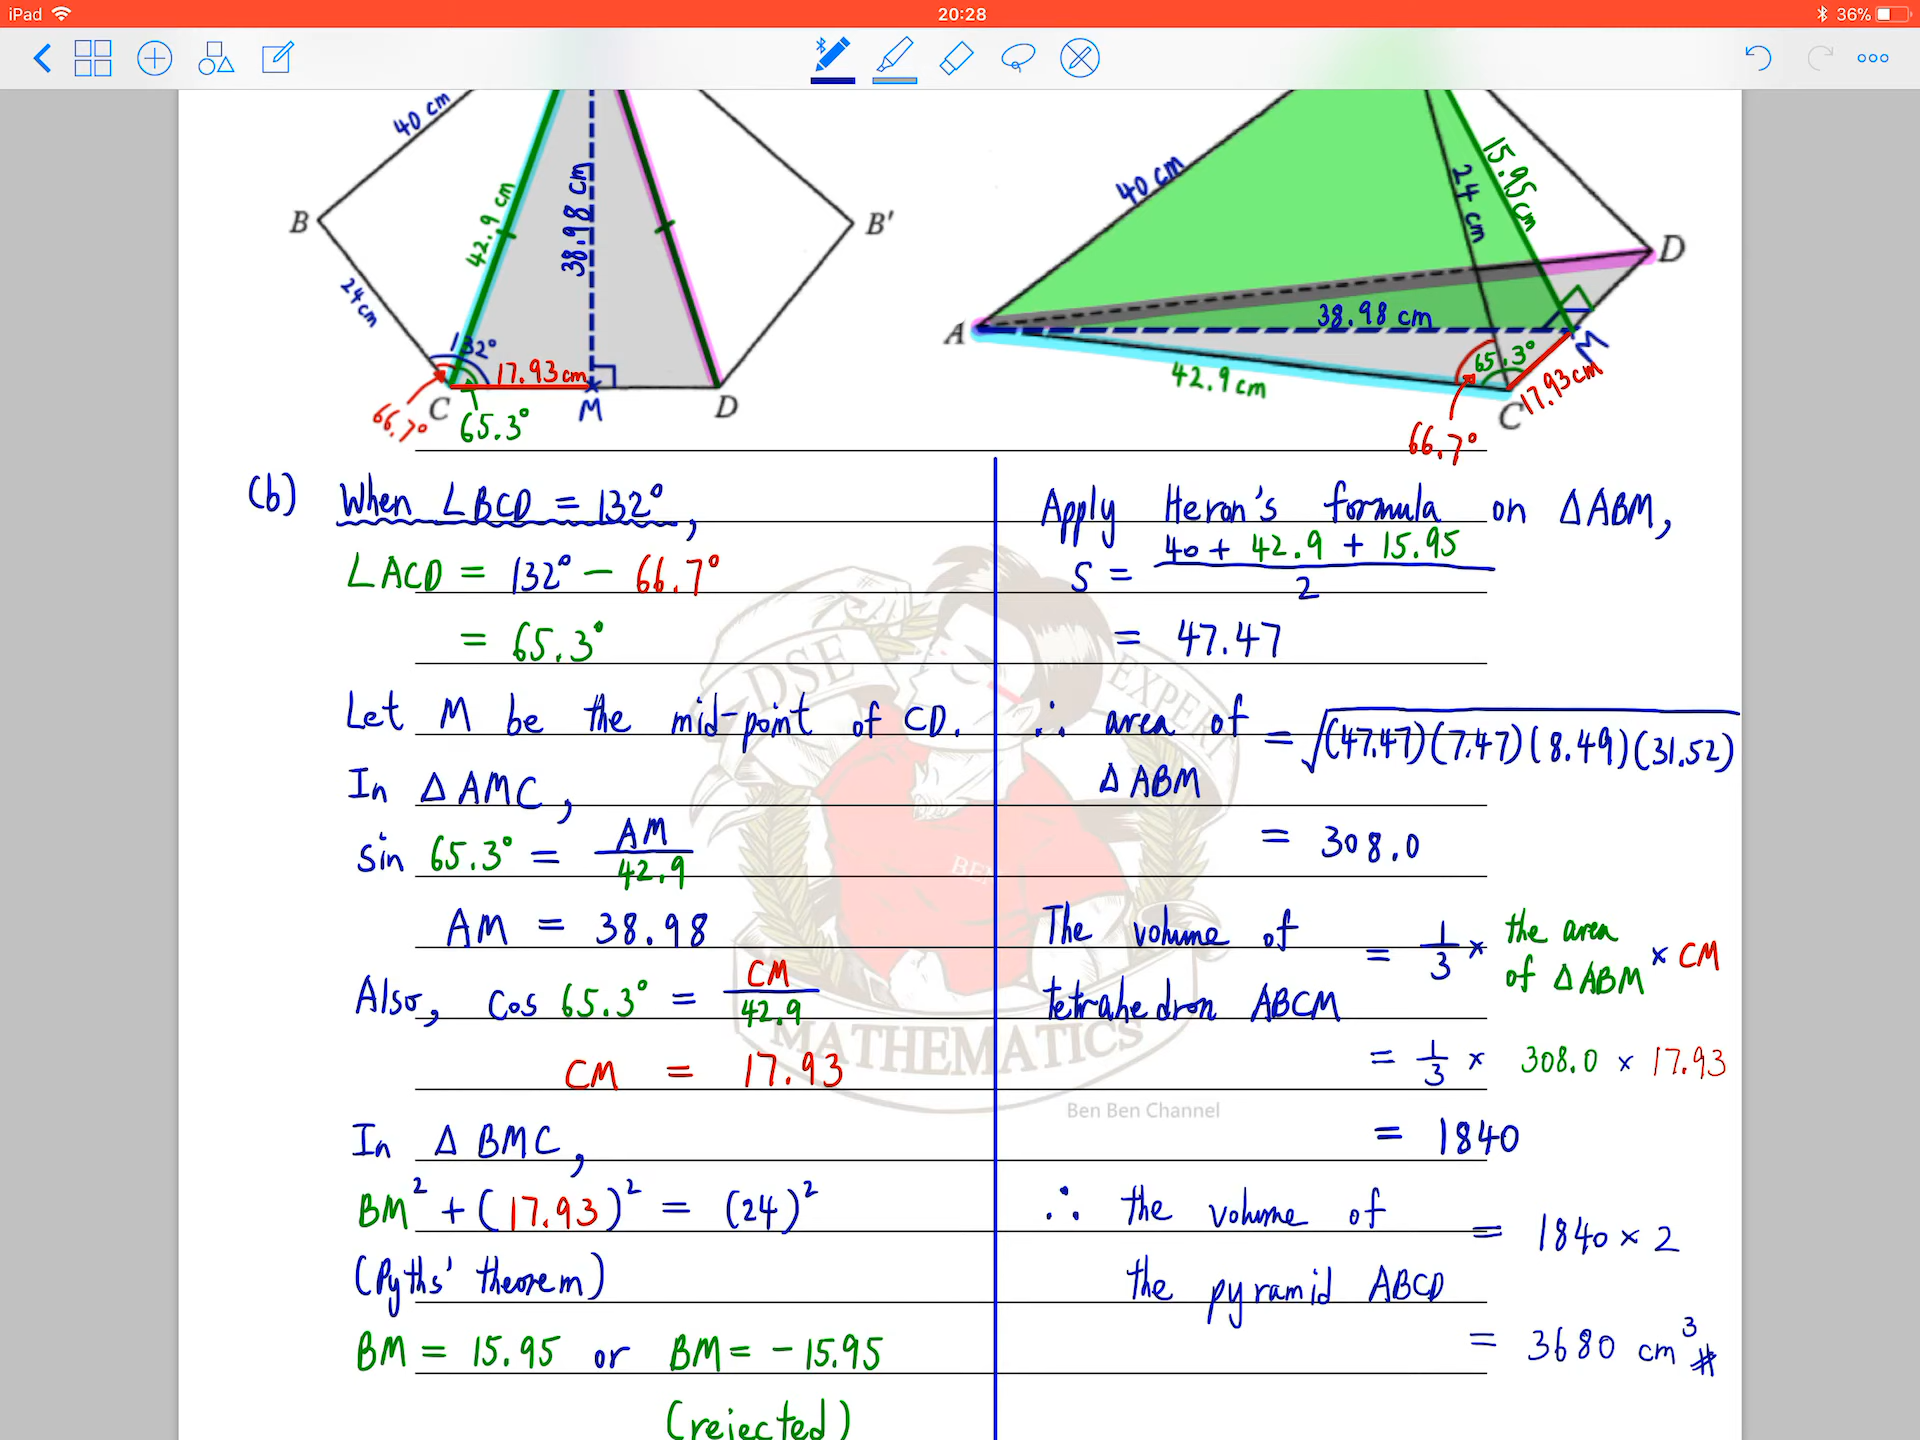 iPad
20:28
36%
40 cm
42.9 cm
38.98 cm
B
B'
24 cm
132°
17.93 cm
C
M
D
66.7°
65.3°
40 cm
24 cm
15.95 cm
D
A
38.98 cm
M
65.3°
42.9 cm
17.93 cm
C
66.7°
(b) When ∠BCD = 132°,
∠ACD = 132° - 66.7°
= 65.3°
Let M be the mid-point of CD.
In △AMC,
sin 65.3° = AM / 42.9
AM = 38.98
Also, cos 65.3° = CM / 42.9
CM = 17.93
In △BMC,
BM² + (17.93)² = (24)²
(Pyths' theorem)
BM = 15.95 or BM = -15.95
(rejected)
Apply Heron's formula on △ABM,
S = 40 + 42.9 + 15.95 / 2
= 47.47
∴ area of △ABM = √(47.47)(7.47)(8.49)(31.52)
= 308.0
The volume of tetrahedron ABCM = 1/3 × the area of △ABM × CM
= 1/3 × 308.0 × 17.93
= 1840
∴ the volume of the pyramid ABCD = 1840 × 2
= 3680 cm³ #
DSE EXPERT
BEN
MATHEMATICS
Ben Ben Channel